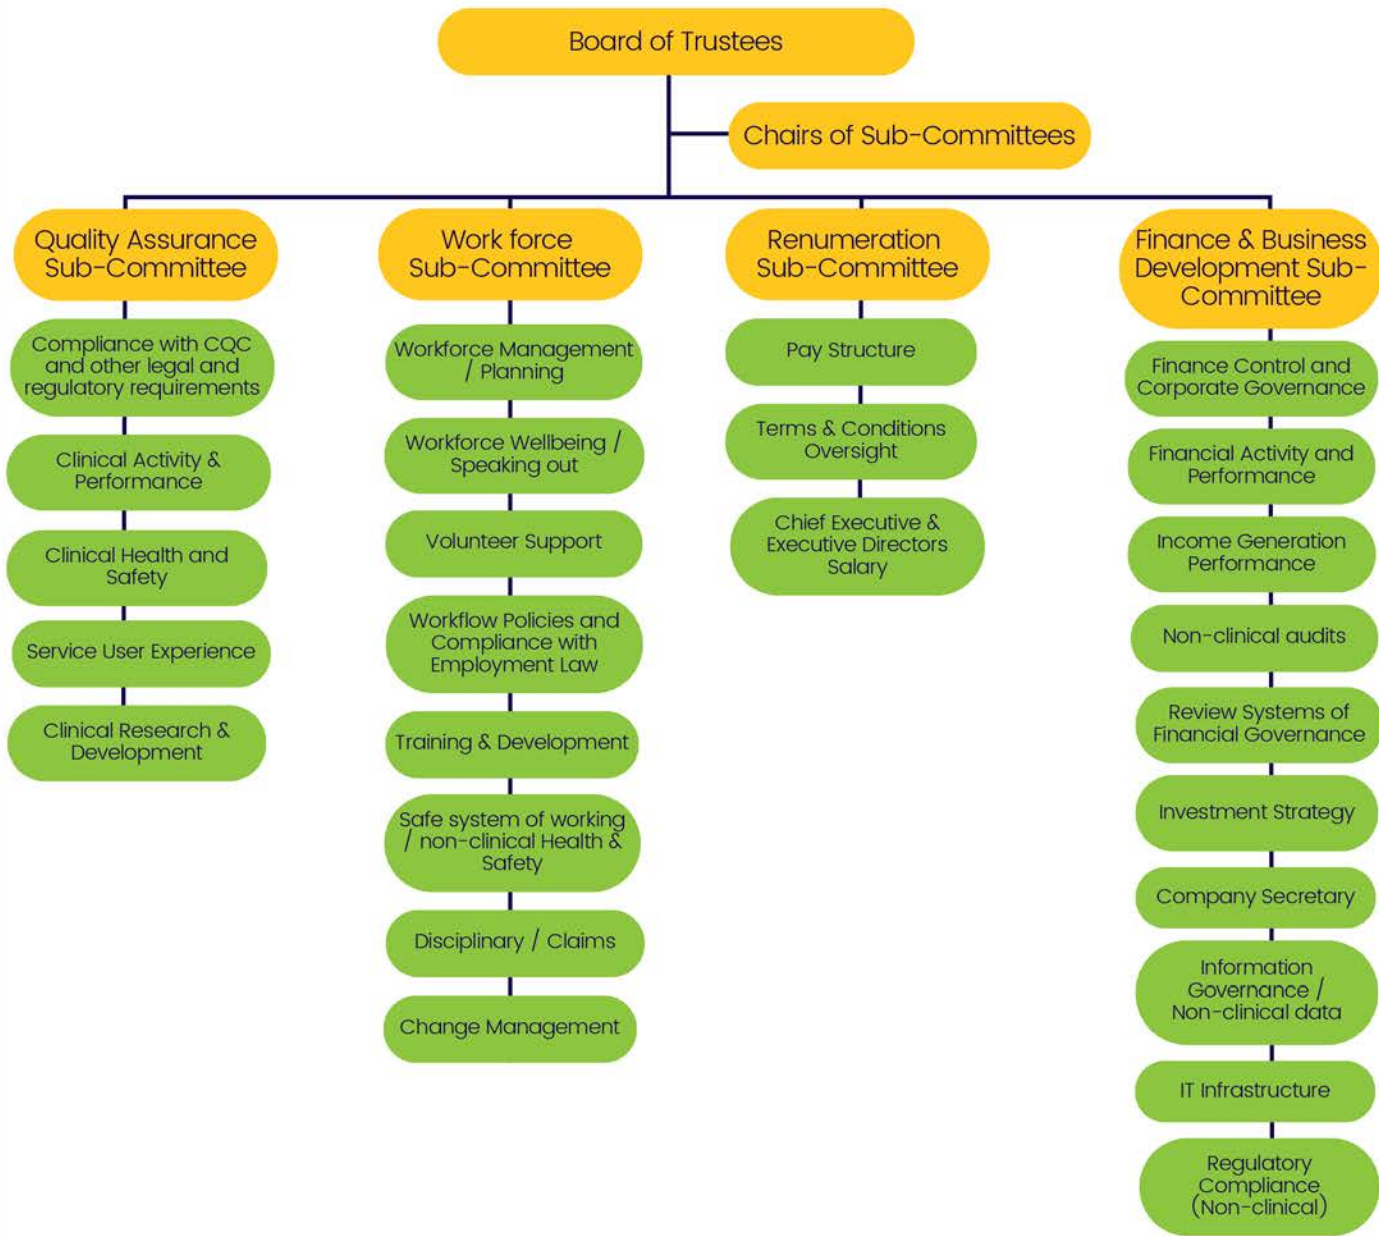 Board of Trustees
Chairs of Sub-Committees
Quality Assurance
Sub-Committee
Compliance with CQC
and other legal and
regulatory requirements
Clinical Activity &
Performance
Clinical Health and
Safety
Service User Experience
Clinical Research &
Development
Work force
Sub-Committee
Workforce Management
/ Planning
Workforce Wellbeing /
Speaking out
Volunteer Support
Workflow Policies and
Compliance with
Employment Law
Training & Development
Safe system of working
/ non-clinical Health &
Safety
Disciplinary / Claims
Change Management
Renumeration
Sub-Committee
Pay Structure
Terms & Conditions
Oversight
Chief Executive &
Executive Directors
Salary
Finance & Business
Development Sub-
Committee
Finance Control and
Corporate Governance
Financial Activity and
Performance
Income Generation
Performance
Non-clinical audits
Review Systems of
Financial Governance
Investment Strategy
Company Secretary
Information
Governance /
Non-clinical data
IT Infrastructure
Regulatory
Compliance
(Non-clinical)